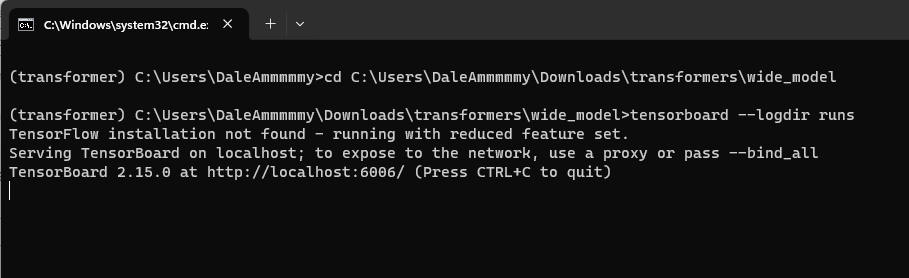 C:\Windows\system32\cmd.e:
(transformer) C:\Users\DaleAmmmmmy>cd C:\Users\DaleAmmmmmy\Downloads\transformers\wide_model
(transformer) C:\Users\DaleAmmmmmy\Downloads\transformers\wide_model>tensorboard --logdir runs
TensorFlow installation not found - running with reduced feature set.
Serving TensorBoard on localhost; to expose to the network, use a proxy or pass --bind_all
TensorBoard 2.15.0 at http://localhost:6006/ (Press CTRL+C to quit)